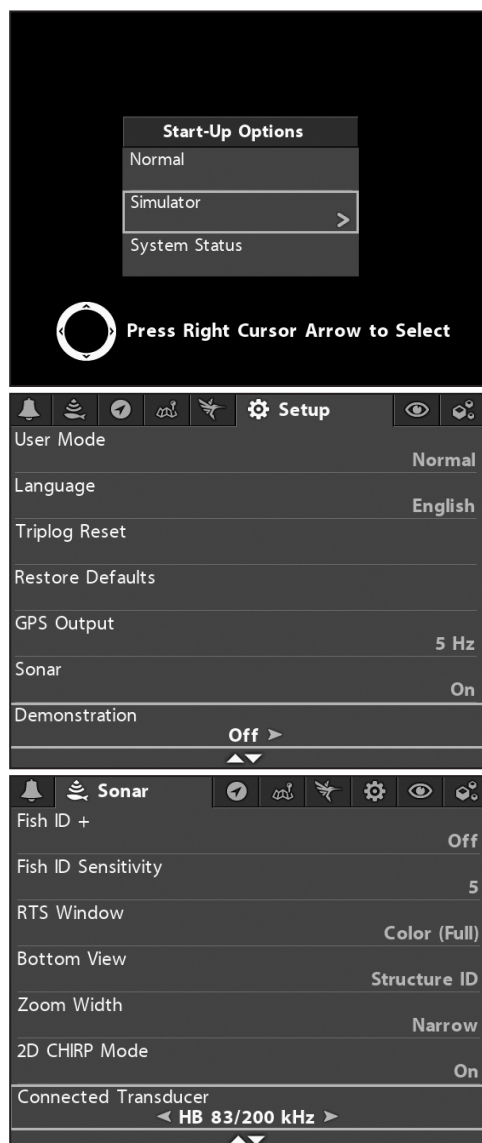 Start-Up Options
Normal
Simulator
>
System Status
Press Right Cursor Arrow to Select
Setup
User Mode
Normal
Language
English
Triplog Reset
Restore Defaults
GPS Output
5 Hz
Sonar
On
Demonstration
Off
Sonar
Fish ID +
Off
Fish ID Sensitivity
5
RTS Window
Color (Full)
Bottom View
Structure ID
Zoom Width
Narrow
2D CHIRP Mode
On
Connected Transducer
HB 83/200 kHz